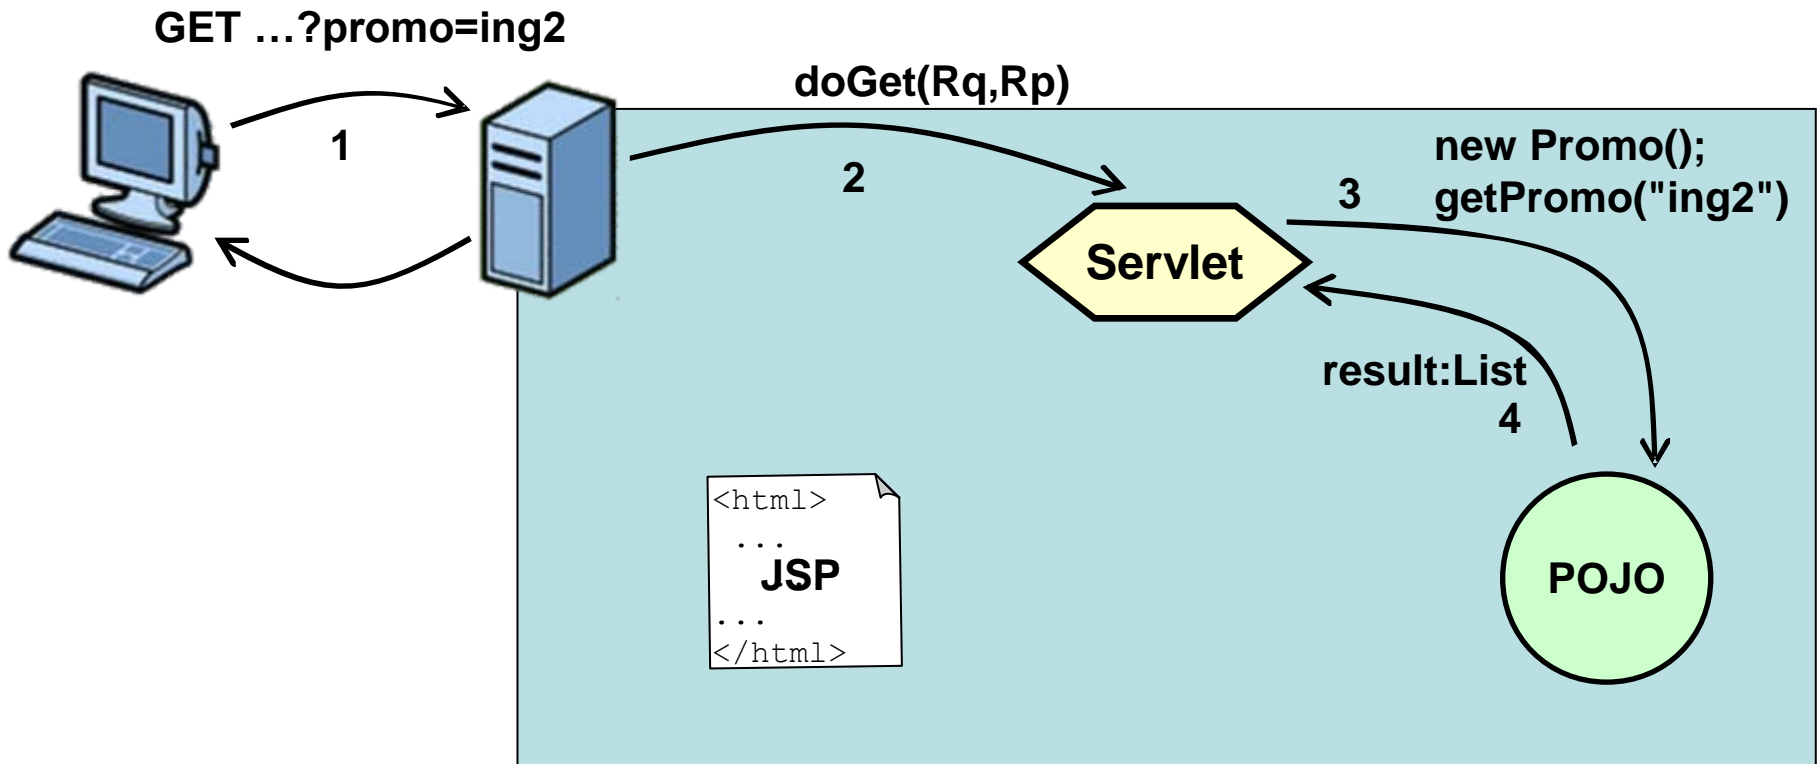 GET …?promo=ing2
doGet(Rq,Rp)
1
2
new Promo();
3
getPromo("ing2")
Servlet
result:List
4
<html>
...
JSP
...
</html>
POJO